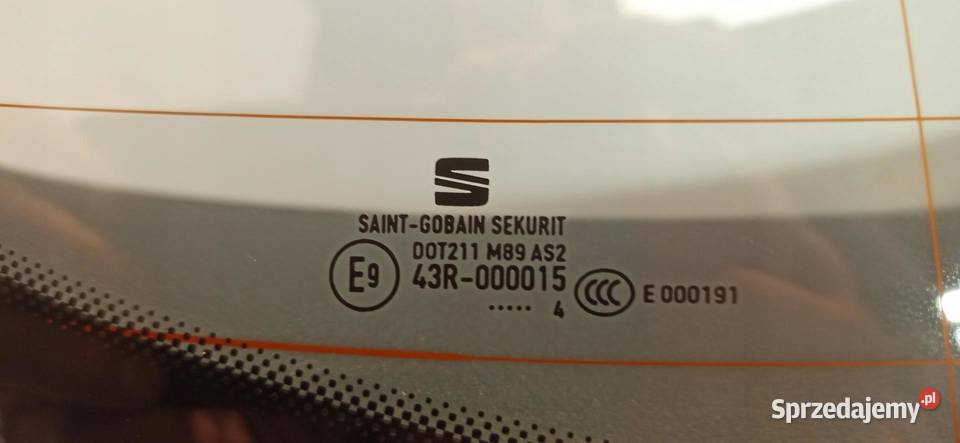 SAINT-GOBAIN SEKURIT
DOT211 M89 AS2
E9 43R-000015
..... 4
CCC E 000191
Sprzedajemy.pl